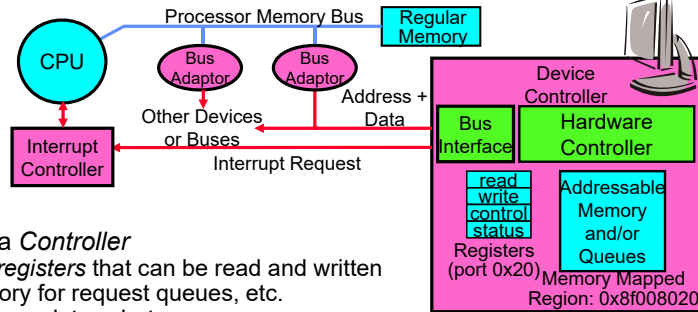 Processor Memory Bus
Regular
Memory
CPU
Bus
Adaptor
Bus
Adaptor
Address +
Data
Other Devices
or Buses
Interrupt
Controller
Interrupt Request
Device
Controller
Bus
Interface
Hardware
Controller
read
write
control
status
Registers
(port 0x20)
Addressable
Memory
and/or
Queues
Memory Mapped
Region: 0x8f008020
a Controller
registers that can be read and written
ory for request queues, etc.